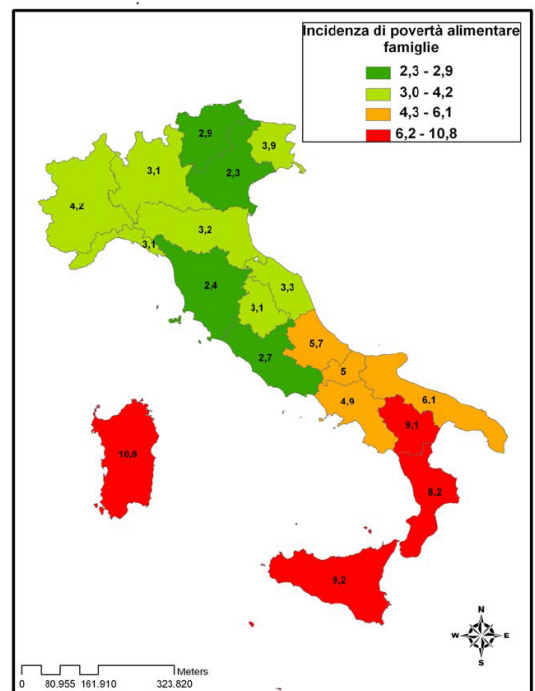 Incidenza di povertà alimentare
famiglie
2,3 - 2,9
3,0 - 4,2
4,3 - 6,1
6,2 - 10,8
2,9
3,9
3,1
2,3
4,2
3,2
3,1
2,4
3,3
3,1
5,7
2,7
5
4,9
6,1
9,1
10,8
8,2
9,2
N
W E
S
Meters
0 80.955 161.910 323.820